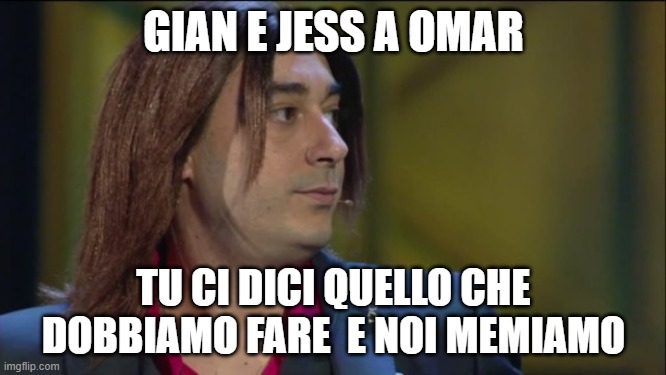 GIAN E JESS A OMAR
TU CI DICI QUELLO CHE
DOBBIAMO FARE  E NOI MEMIAMO
imgflip.com